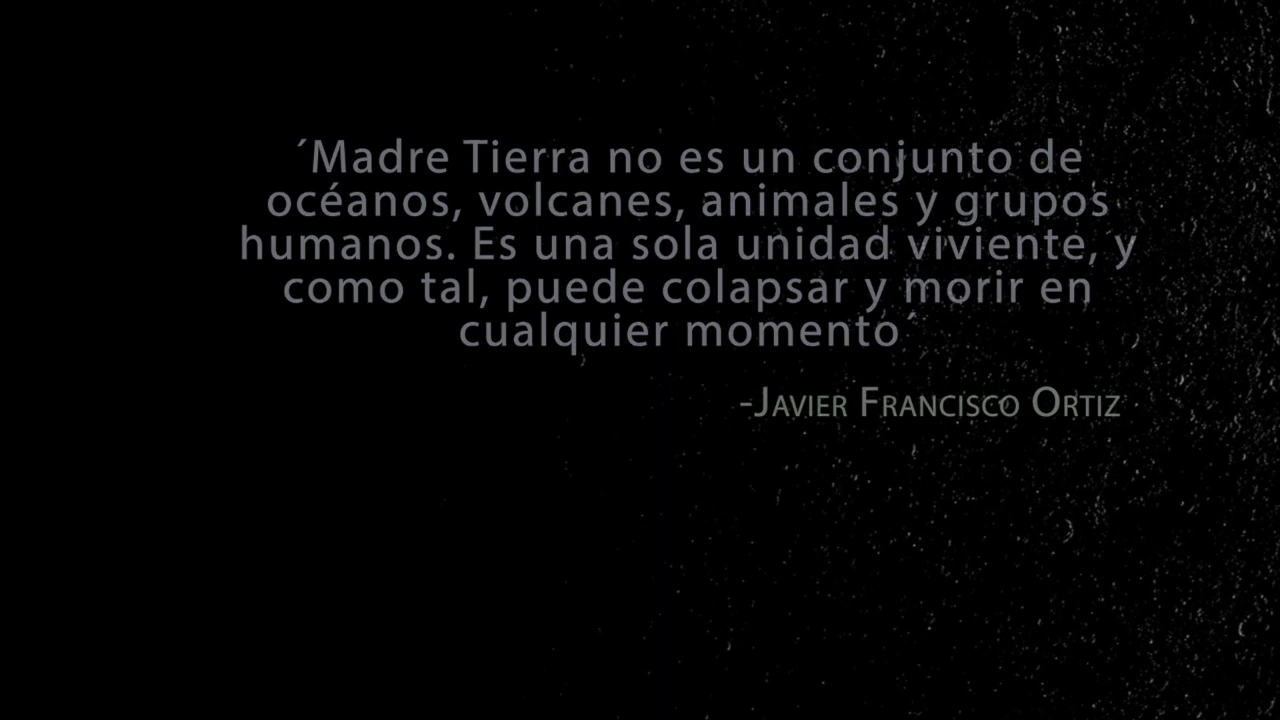 ´Madre Tierra no es un conjunto de
océanos, volcanes, animales y grupos
humanos. Es una sola unidad viviente, y
como tal, puede colapsar y morir en
cualquier momento´
-Javier Francisco Ortiz